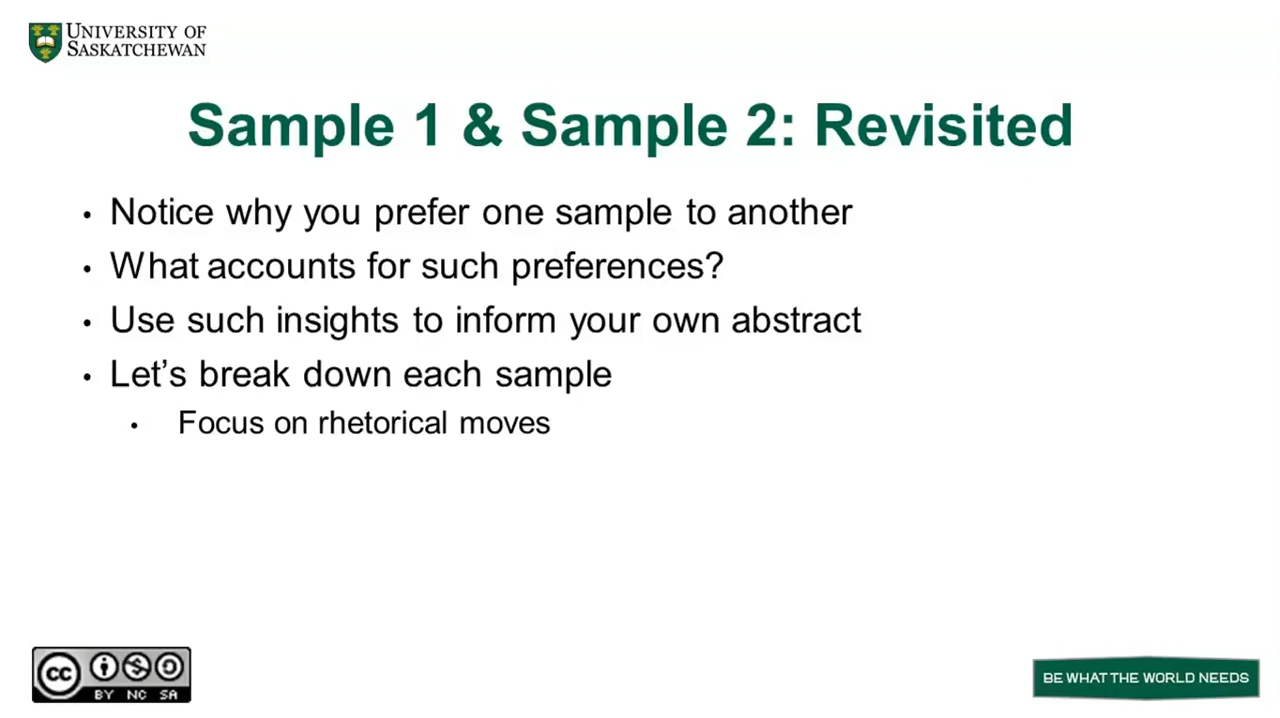 UNIVERSITY OF
SASKATCHEWAN
Sample 1 & Sample 2: Revisited
• Notice why you prefer one sample to another
• What accounts for such preferences?
• Use such insights to inform your own abstract
• Let’s break down each sample
• Focus on rhetorical moves
cc
BY NC SA
BE WHAT THE WORLD NEEDS